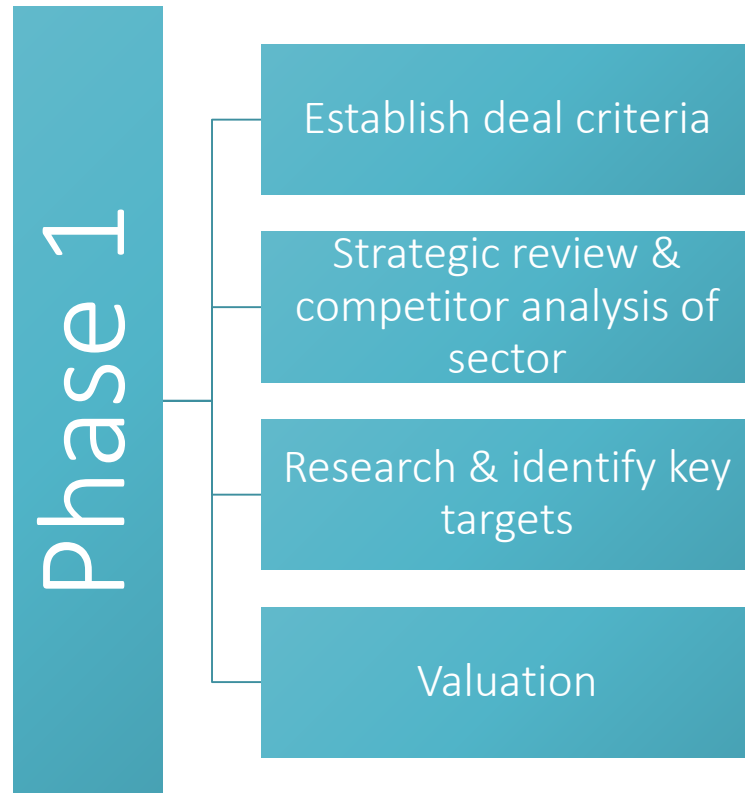 Phase 1
Establish deal criteria
Strategic review &
competitor analysis of
sector
Research & identify key
targets
Valuation